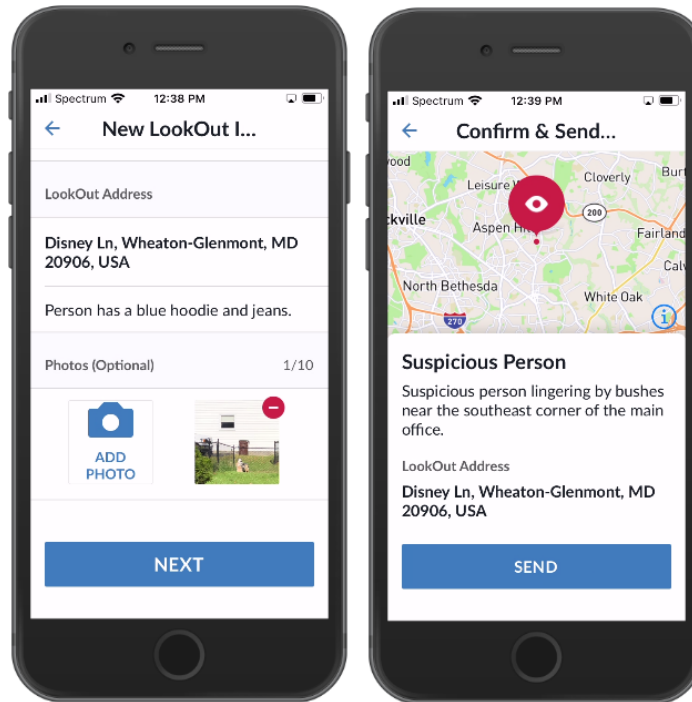 Spectrum 12:38 PM
New LookOut I...
LookOut Address
Disney Ln, Wheaton-Glenmont, MD
20906, USA
Person has a blue hoodie and jeans.
Photos (Optional) 1/10
ADD
PHOTO
NEXT
Spectrum 12:39 PM
Confirm & Send...
ood
Cloverly
Burt
Leisure
200
ckville
Aspen
Fairland
Calv
North Bethesda
White Oak
270
i
Suspicious Person
Suspicious person lingering by bushes
near the southeast corner of the main
office.
LookOut Address
Disney Ln, Wheaton-Glenmont, MD
20906, USA
SEND